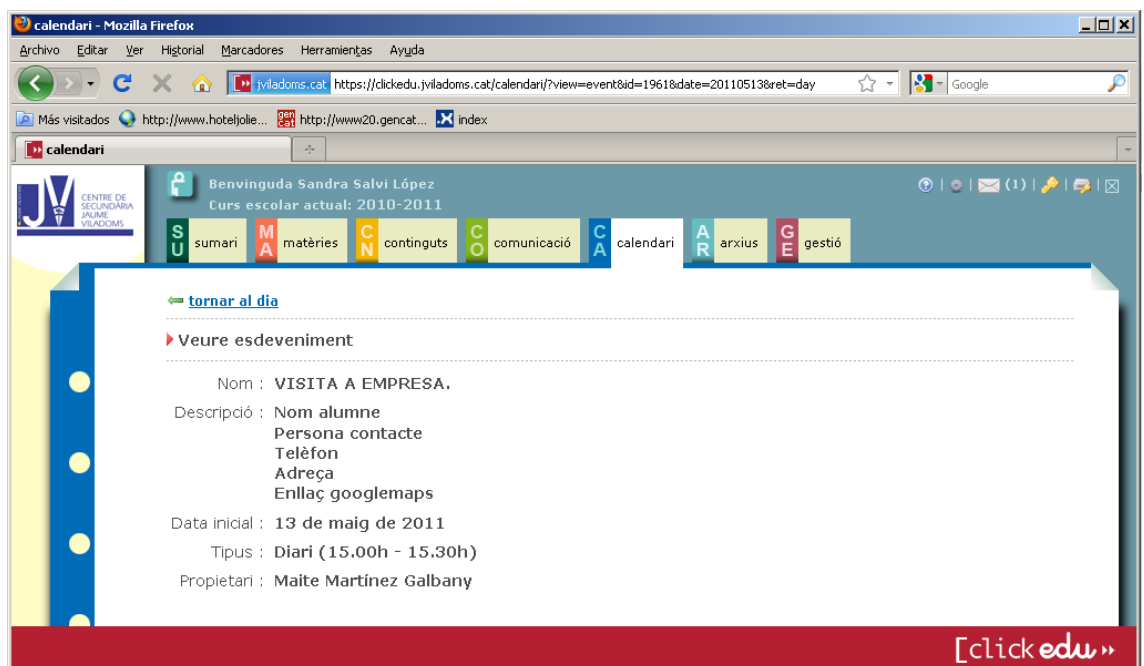 calendari - Mozilla Firefox
Archivo Editar Ver Historial Marcadores Herramientas Ayuda
jviladoms.cat https://clickedu.jviladoms.cat/calendari/?view=event&id=1961&date=20110513&ret=day Google
Más visitados http://www.hoteljolie... gen cat http://www20.gencat... index
calendari
JV CENTRE DE SECUNDÀRIA JAUME VILADOMS
Benvinguda Sandra Salvi López
Curs escolar actual: 2010-2011
(1)
SU sumari MA matèries CN continguts CO comunicació CA calendari AR arxius GE gestió
tornar al dia
Veure esdeveniment
Nom : VISITA A EMPRESA.
Descripció : Nom alumne
Persona contacte
Telèfon
Adreça
Enllaç googlemaps
Data inicial : 13 de maig de 2011
Tipus : Diari (15.00h - 15.30h)
Propietari : Maite Martínez Galbany
[clickedu»